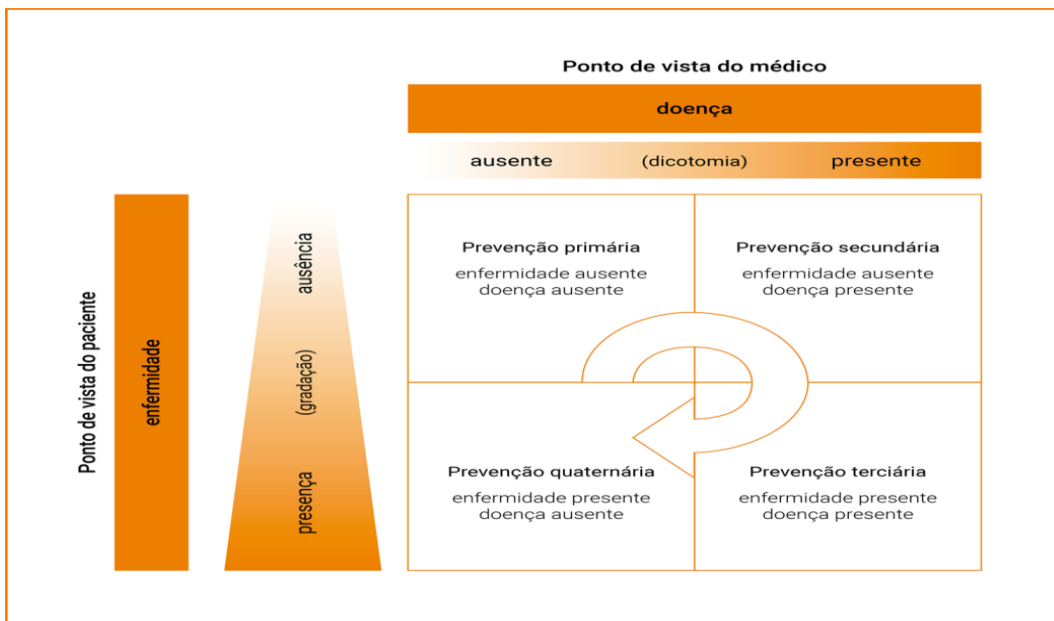 Ponto de vista do médico
doença
ausente (dicotomia) presente
Ponto de vista do paciente
enfermidade
ausência
(gradação)
presença
Prevenção primária
enfermidade ausente
doença ausente
Prevenção secundária
enfermidade ausente
doença presente
Prevenção quaternária
enfermidade presente
doença ausente
Prevenção terciária
enfermidade presente
doença presente